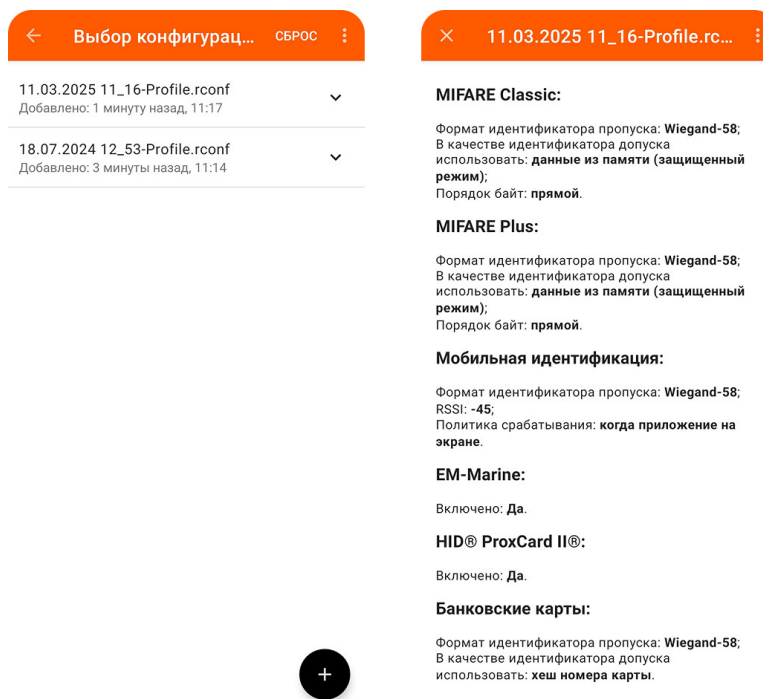 Выбор конфигурац...
СБРОС
11.03.2025 11_16-Profile.rconf
Добавлено: 1 минуту назад, 11:17
18.07.2024 12_53-Profile.rconf
Добавлено: 3 минуты назад, 11:14
11.03.2025 11_16-Profile.rc...
MIFARE Classic:
Формат идентификатора пропуска: Wiegand-58;
В качестве идентификатора допуска
использовать: данные из памяти (защищенный
режим);
Порядок байт: прямой.
MIFARE Plus:
Формат идентификатора пропуска: Wiegand-58;
В качестве идентификатора допуска
использовать: данные из памяти (защищенный
режим);
Порядок байт: прямой.
Мобильная идентификация:
Формат идентификатора пропуска: Wiegand-58;
RSSI: -45;
Политика срабатывания: когда приложение на
экране.
EM-Marine:
Включено: Да.
HID® ProxCard II®:
Включено: Да.
Банковские карты:
Формат идентификатора пропуска: Wiegand-58;
В качестве идентификатора допуска
использовать: хеш номера карты.